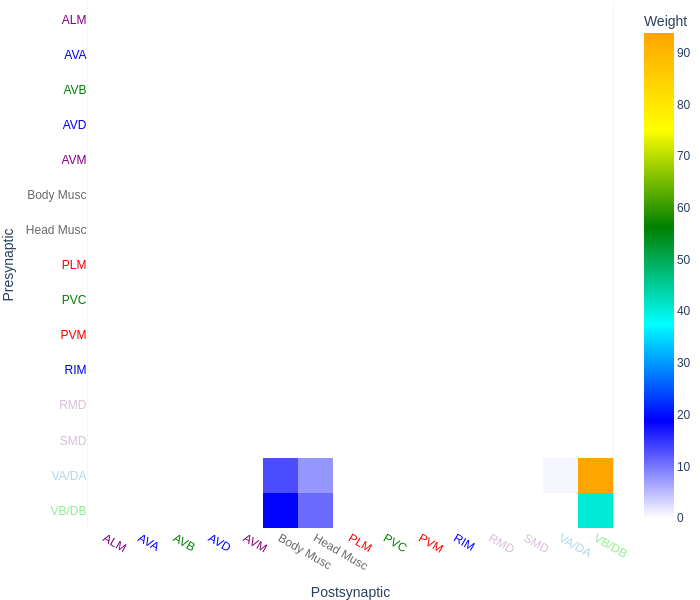 Weight
ALM
AVA
AVB
AVD
AVM
Body Musc
Head Musc
PLM
PVC
PVM
RIM
RMD
SMD
VA/DA
VB/DB
Presynaptic
90
80
70
60
50
40
30
20
10
0
ALM
AVA
AVB
AVD
AVM
Body Musc
Head Musc
PLM
PVC
PVM
RIM
RMD
SMD
VA/DA
VB/DB
Postsynaptic